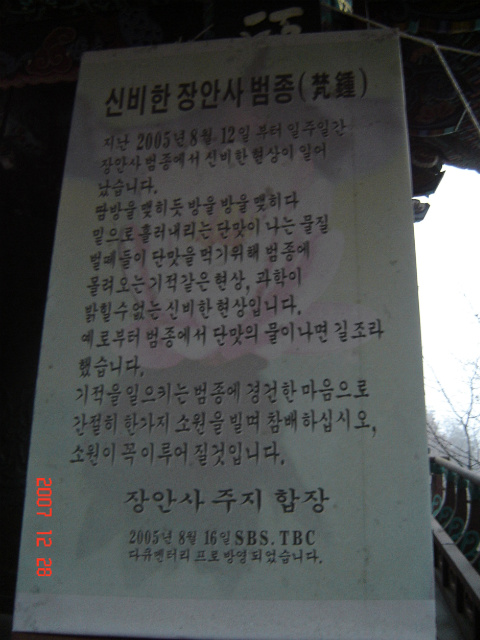 신비한 장안사 범종(梵鍾)
지난 2005년 8월 12일 부터 일주일간
장안사 범종에서 신비한 현상이 일어
났습니다.
땀방을 맺히듯 방울 방울 맺히다
밑으로 흘러내리는 단맛이 나는 물질
벌떼들이 단맛을 먹기위해 범종에
몰려오는 기적같은 현상, 과학이
밝힐수 없는 신비한 현상입니다.
예로부터 범종에서 단맛의 물이나면 길조라
했습니다.
기적을 일으키는 범종에 경건한 마음으로
간절히 한가지 소원을 빌며 참배하십시오,
소원이 꼭 이루어 질것입니다.
장안사 주지 합장
2005년 8월 16일 SBS.TBC
다큐멘터리 프로 방영 되었습니다.
2007 12 28